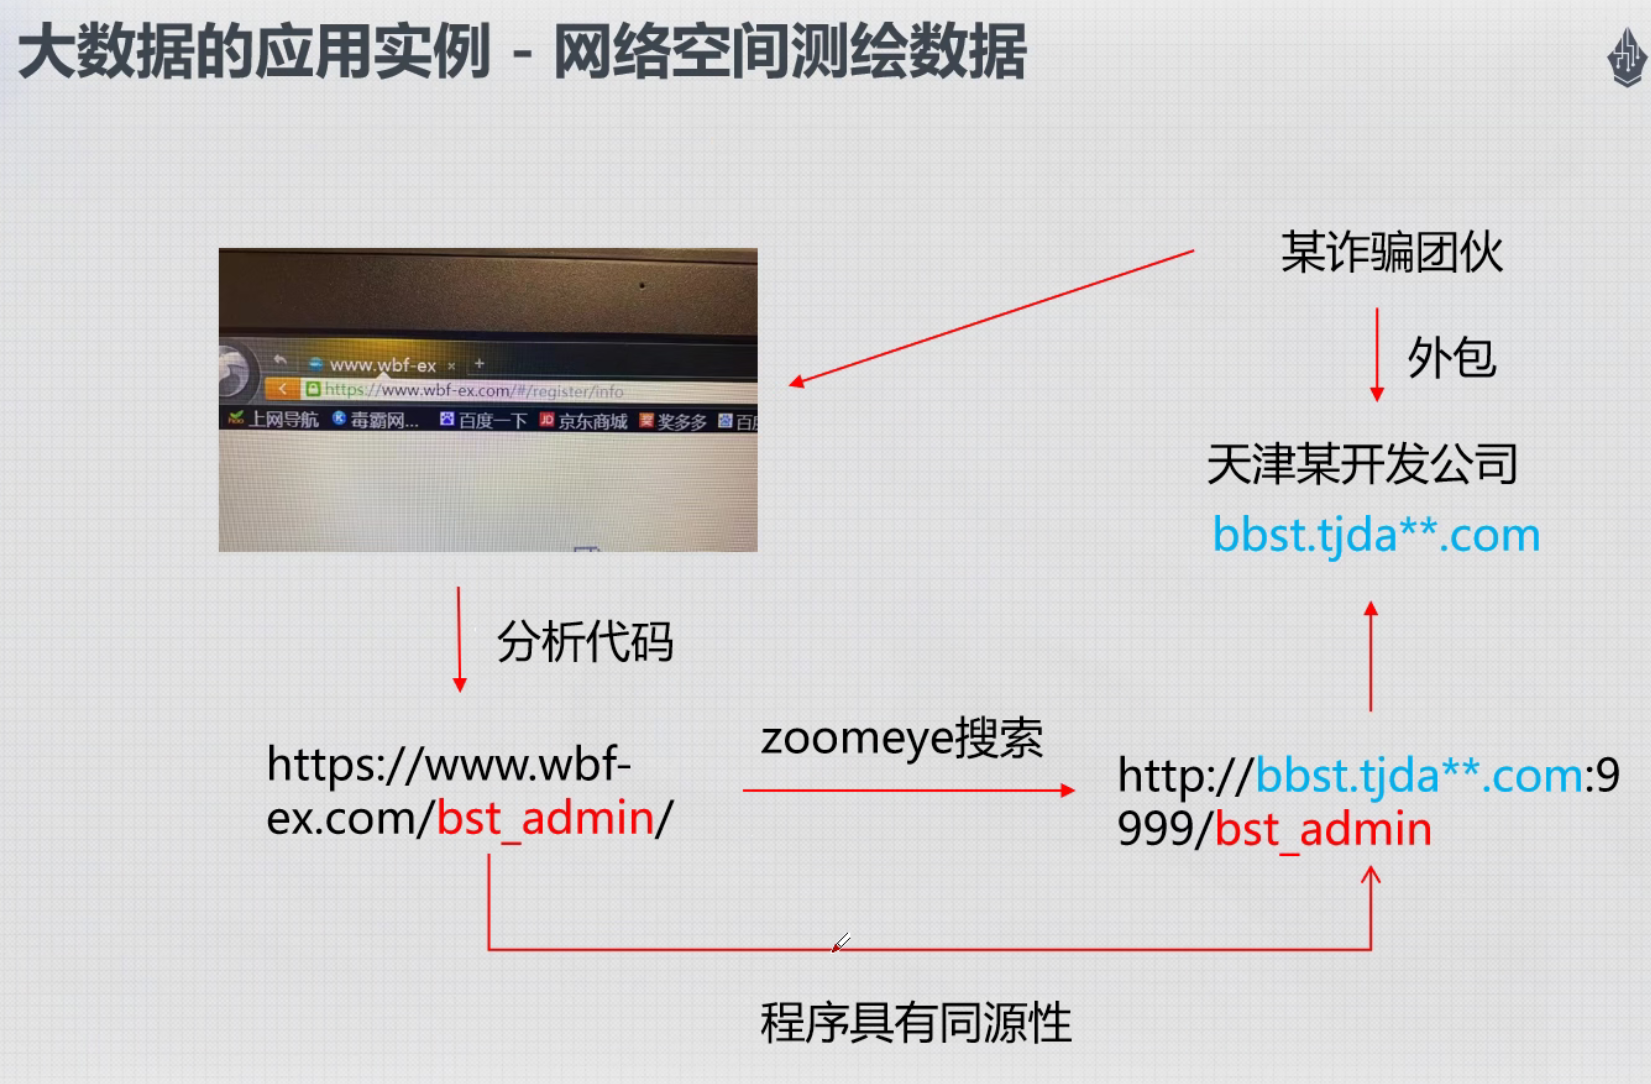 大数据的应用实例 - 网络空间测绘数据
某诈骗团伙
外包
www.wbf-ex × +
https://www.wbf-ex.com/#/register/info
上网导航 毒霸网... 百度一下 京东商城 奖多多
天津某开发公司
bbst.tjda**.com
分析代码
zoomeye搜索
https://www.wbf-
ex.com/bst_admin/
http://bbst.tjda**.com:9
999/bst_admin
程序具有同源性